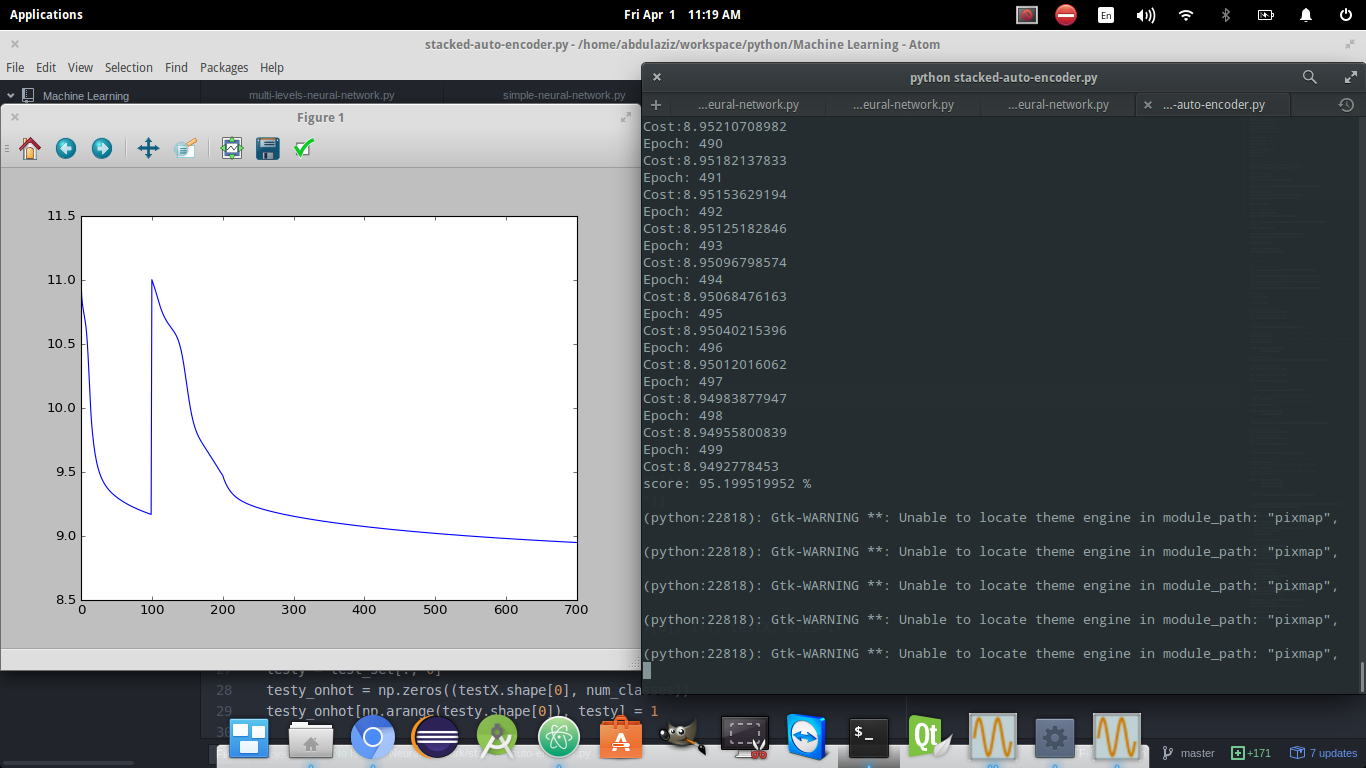 Applications
Fri Apr 1 11:19 AM
En
stacked-auto-encoder.py - /home/abdulaziz/workspace/python/Machine Learning - Atom
File Edit View Selection Find Packages Help
Machine Learning
multi-levels-neural-network.py
simple-neural-network.py
Figure 1
11.5
11.0
10.5
10.0
9.5
9.0
8.5
0 100 200 300 400 500 600 700
28 testy_onhot = np.zeros((testX.shape[0],
29 testy_onhot[np.arange(testy.shape[0]), testy] = 1
python stacked-auto-encoder.py
...eural-network.py
...eural-network.py
...eural-network.py
...-auto-encoder.py
Cost:8.95210708982
Epoch: 490
Cost:8.95182137833
Epoch: 491
Cost:8.95153629194
Epoch: 492
Cost:8.95125182846
Epoch: 493
Cost:8.95096798574
Epoch: 494
Cost:8.95068476163
Epoch: 495
Cost:8.95040215396
Epoch: 496
Cost:8.95012016062
Epoch: 497
Cost:8.94983877947
Epoch: 498
Cost:8.94955800839
Epoch: 499
Cost:8.9492778453
score: 95.199519952 %
(python:22818): Gtk-WARNING **: Unable to locate theme engine in module_path: "pixmap",
(python:22818): Gtk-WARNING **: Unable to locate theme engine in module_path: "pixmap",
(python:22818): Gtk-WARNING **: Unable to locate theme engine in module_path: "pixmap",
(python:22818): Gtk-WARNING **: Unable to locate theme engine in module_path: "pixmap",
(python:22818): Gtk-WARNING **: Unable to locate theme engine in module_path: "pixmap",
$_
Qt
master
+171
7 updates